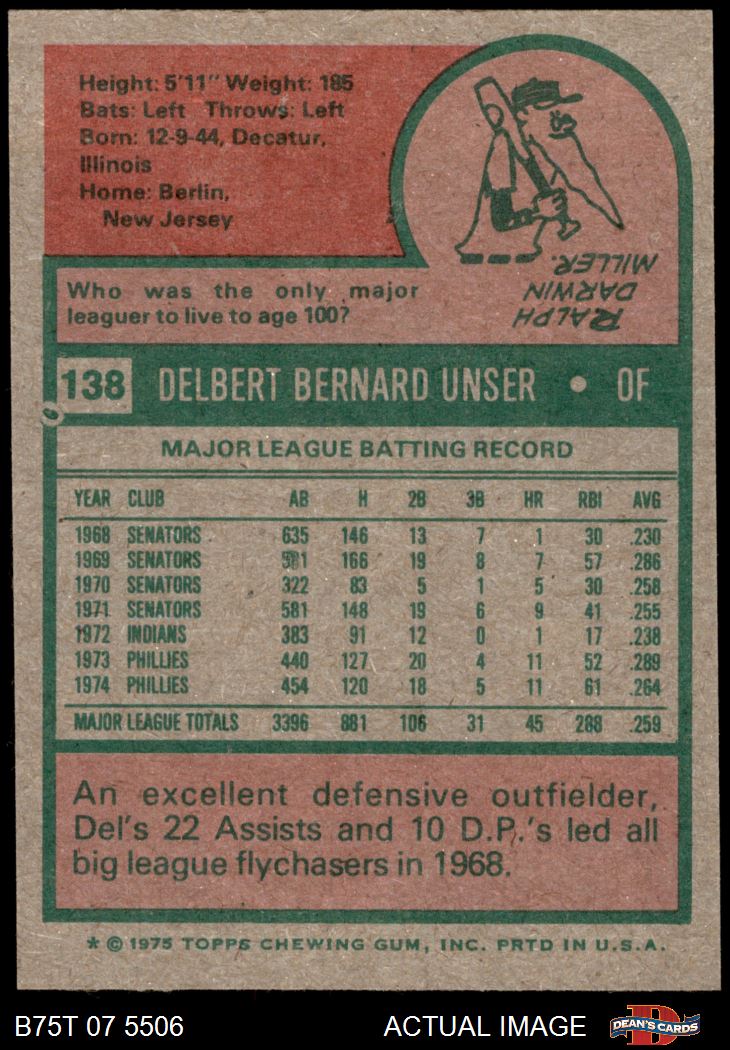 Height: 5'11" Weight: 185
Bats: Left Throws: Left
Born: 12-9-44, Decatur,
Illinois
Home: Berlin,
New Jersey
Who was the only major
leaguer to live to age 100?
RALPH
DARWIN
MILLER.
138 DELBERT BERNARD UNSER • OF
MAJOR LEAGUE BATTING RECORD
YEAR CLUB AB H 2B 3B HR RBI AVG
1968 SENATORS 635 146 13 7 1 30 .230
1969 SENATORS 581 166 19 8 7 57 .286
1970 SENATORS 322 83 5 1 5 30 .258
1971 SENATORS 581 148 19 6 9 41 .255
1972 INDIANS 383 91 12 0 1 17 .238
1973 PHILLIES 440 127 20 4 11 52 .289
1974 PHILLIES 454 120 18 5 11 61 .264
MAJOR LEAGUE TOTALS 3396 881 106 31 45 288 .259
An excellent defensive outfielder,
Del's 22 Assists and 10 D.P.'s led all
big league flychasers in 1968.
* © 1975 TOPPS CHEWING GUM, INC. PRTD IN U.S.A.
B75T 07 5506 ACTUAL IMAGE D DEAN'S CARDS